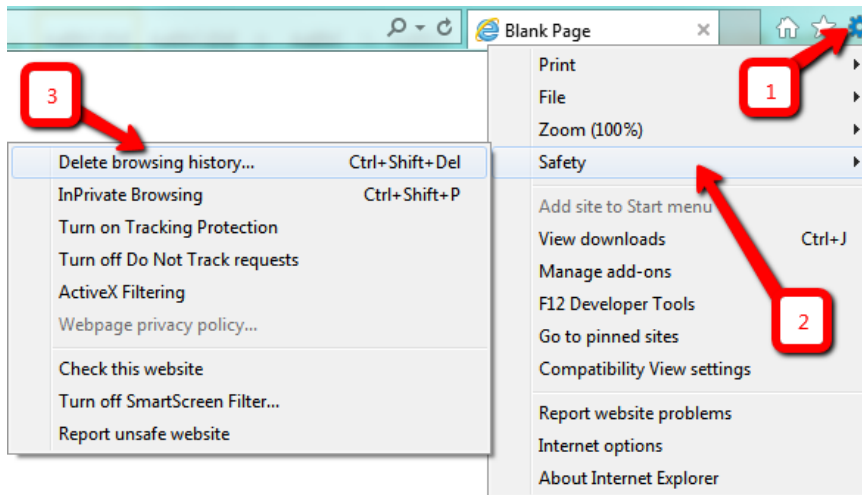 Blank Page
1
Print
File
Zoom (100%)
Safety
Add site to Start menu
View downloads Ctrl+J
Manage add-ons
F12 Developer Tools
Go to pinned sites
Compatibility View settings
Report website problems
Internet options
About Internet Explorer
2
3
Delete browsing history... Ctrl+Shift+Del
InPrivate Browsing Ctrl+Shift+P
Turn on Tracking Protection
Turn off Do Not Track requests
ActiveX Filtering
Webpage privacy policy...
Check this website
Turn off SmartScreen Filter...
Report unsafe website